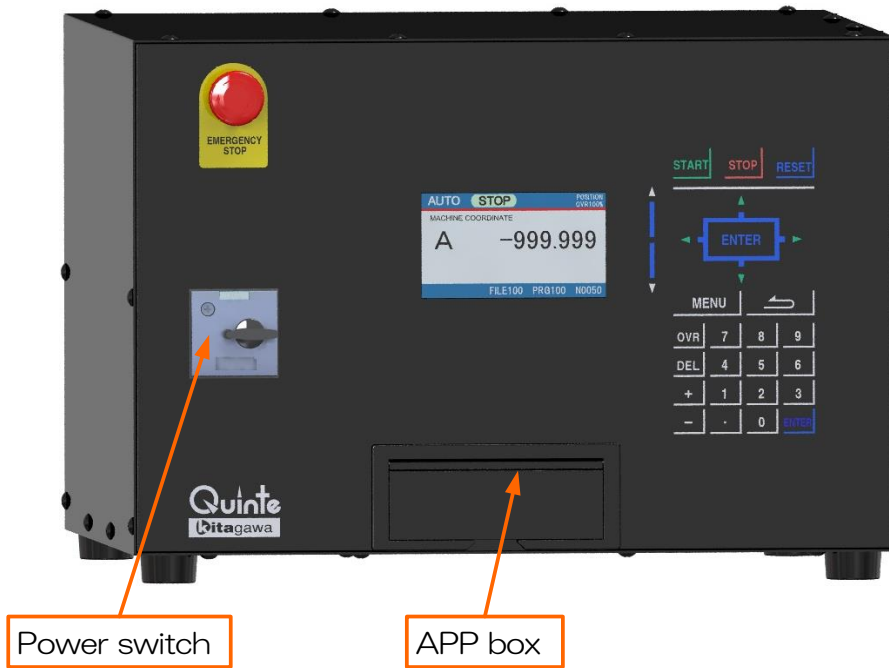 EMERGENCY
STOP
START STOP RESET
AUTO STOP POSITION
OVR100%
MACHINE COORDINATE
A -999.999
FILE100 PRG100 NO050
ENTER
MENU
OVR 7 8 9
DEL 4 5 6
+ 1 2 3
- . 0 ENTER
Quinte
Kitagawa
Power switch
APP box